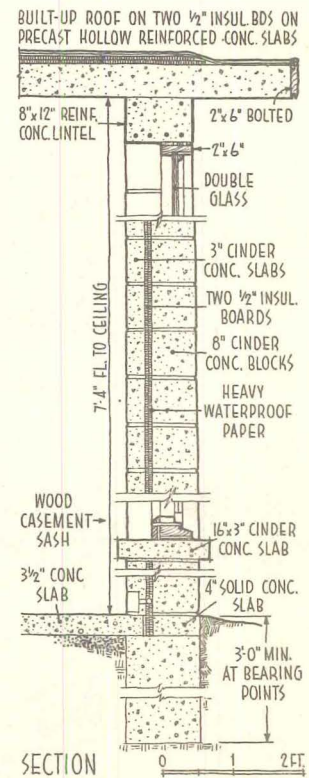 BUILT-UP ROOF ON TWO ½" INSUL. BDS ON
PRECAST HOLLOW REINFORCED CONC. SLABS
8"x12" REINF.
CONC. LINTEL
2"x6" BOLTED
2"x6"
DOUBLE
GLASS
3" CINDER
CONC. SLABS
TWO ½" INSUL.
BOARDS
8" CINDER
CONC. BLOCKS
7'-4" FL. TO CEILING
HEAVY
WATERPROOF
PAPER
WOOD
CASEMENT
SASH
16"x3" CINDER
CONC. SLAB
3½" CONC
SLAB
4" SOLID CONC.
SLAB
3'-0" MIN.
AT BEARING
POINTS
SECTION
0 1 2 FT.